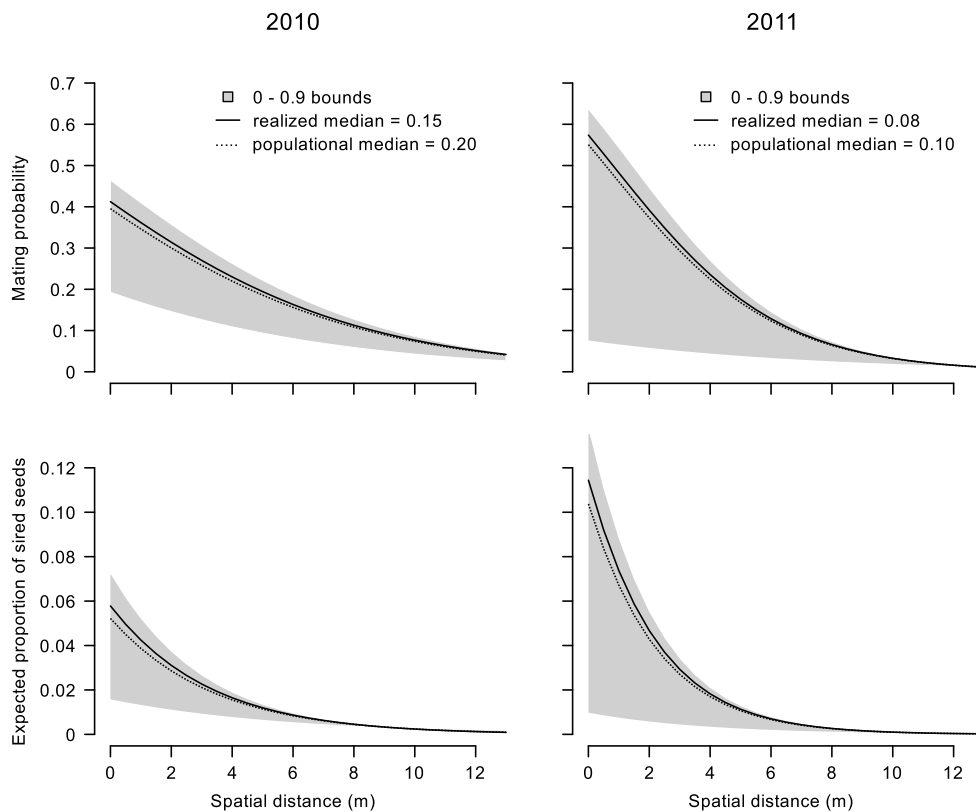 2010
2011
Mating probability
0.7
0.6
0.5
0.4
0.3
0.2
0.1
0
0 - 0.9 bounds
realized median = 0.15
populational median = 0.20
0 - 0.9 bounds
realized median = 0.08
populational median = 0.10
Expected proportion of sired seeds
0.12
0.10
0.08
0.06
0.04
0.02
0
0 2 4 6 8 10 12
0 2 4 6 8 10 12
Spatial distance (m)
Spatial distance (m)